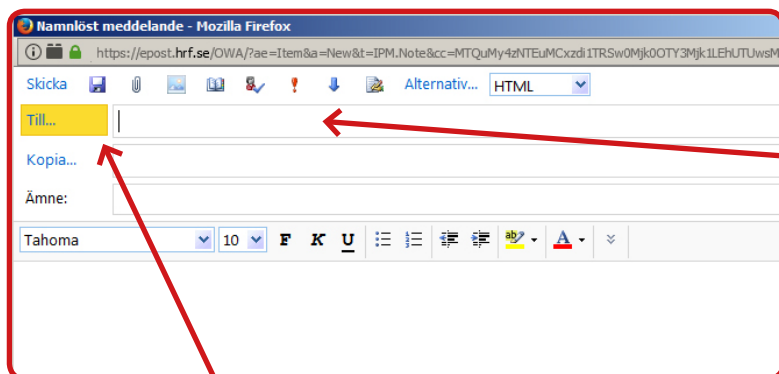 Namnlöst meddelande - Mozilla Firefox
https://epost.hrf.se/OWA/?ae=Item&a=New&t=IPM.Note&cc=
Skicka Alternativ... HTML
Till...
Kopia...
Ämne:
Tahoma 10 F K U ab A